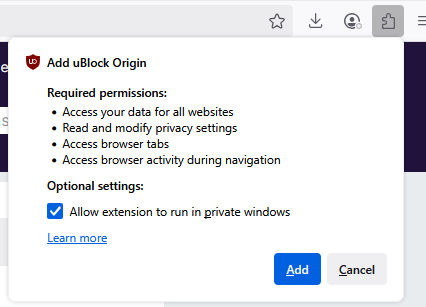 Add uBlock Origin
Required permissions:
• Access your data for all websites
• Read and modify privacy settings
• Access browser tabs
• Access browser activity during navigation
Optional settings:
Allow extension to run in private windows
Learn more
Add
Cancel